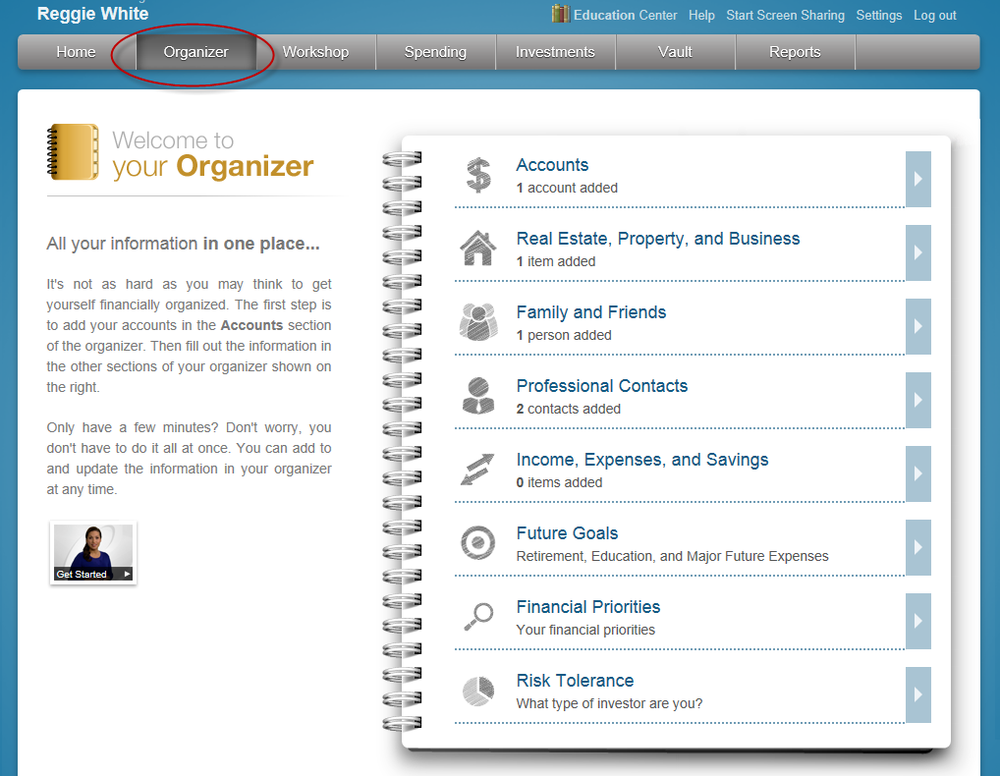 Reggie White
Education Center Help Start Screen Sharing Settings Log out
Home Organizer Workshop Spending Investments Vault Reports
Welcome to
your Organizer
All your information in one place...
It's not as hard as you may think to get
yourself financially organized. The first step is
to add your accounts in the Accounts section
of the organizer. Then fill out the information in
the other sections of your organizer shown on
the right.
Only have a few minutes? Don't worry, you
don't have to do it all at once. You can add to
and update the information in your organizer
at any time.
Get Started
Accounts
1 account added
Real Estate, Property, and Business
1 item added
Family and Friends
1 person added
Professional Contacts
2 contacts added
Income, Expenses, and Savings
0 items added
Future Goals
Retirement, Education, and Major Future Expenses
Financial Priorities
Your financial priorities
Risk Tolerance
What type of investor are you?